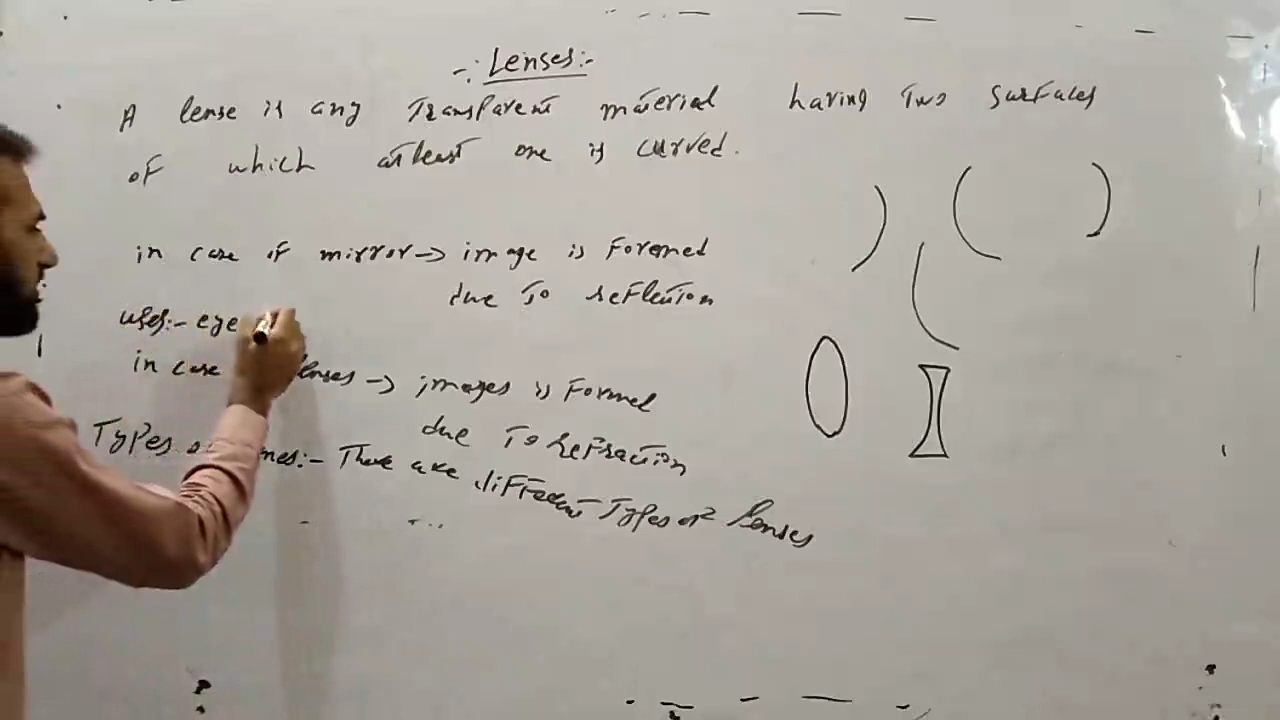 -: Lenses:-
A lense is any Transparent material having Two surfaces
of which atleast one is curved.
in case of mirror -> image is Formed
due To reflection
uses:- eye
in case lenses -> images is Formed
due To Refraction
Types :- There are different Types of lenses